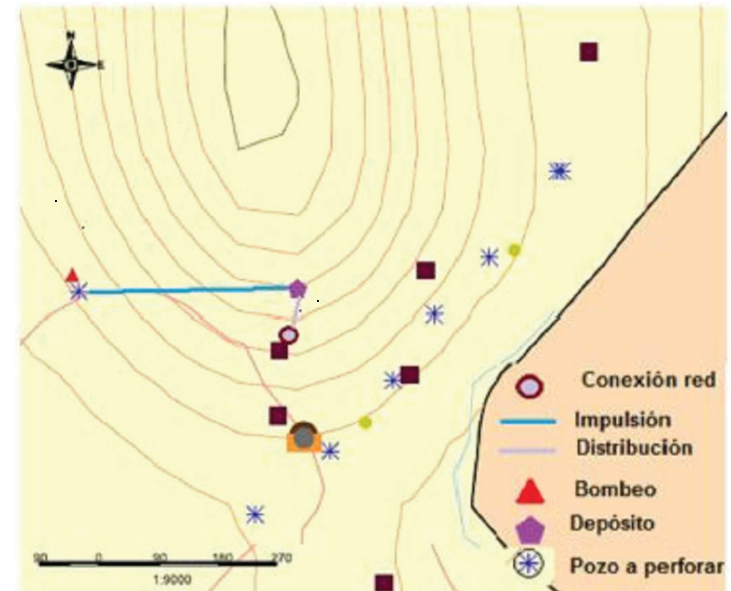 N
E
Conexión red
Impulsión
Distribución
Bombeo
Depósito
Pozo a perforar
90 0 90 180 270
1:9000